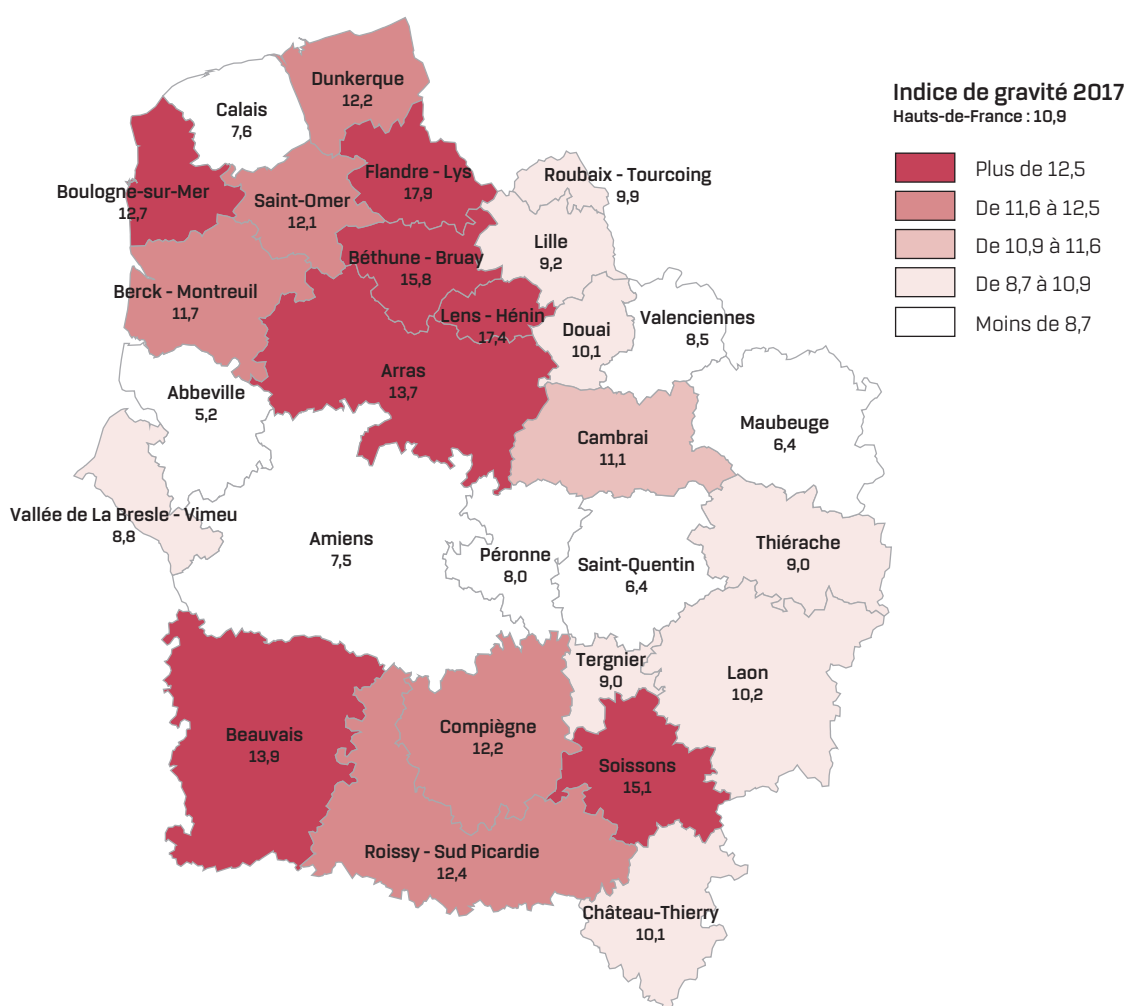 Indice de gravité 2017
Hauts-de-France : 10,9
Plus de 12,5
De 11,6 à 12,5
De 10,9 à 11,6
De 8,7 à 10,9
Moins de 8,7
Dunkerque
12,2
Calais
7,6
Flandre - Lys
17,9
Roubaix - Tourcoing
9,9
Boulogne-sur-Mer
12,7
Saint-Omer
12,1
Lille
9,2
Béthune - Bruay
15,8
Berck - Montreuil
11,7
Lens - Hénin
17,4
Douai
10,1
Valenciennes
8,5
Arras
13,7
Abbeville
5,2
Maubeuge
6,4
Cambrai
11,1
Vallée de La Bresle - Vimeu
8,8
Amiens
7,5
Péronne
8,0
Saint-Quentin
6,4
Thiérache
9,0
Tergnier
9,0
Laon
10,2
Beauvais
13,9
Compiègne
12,2
Soissons
15,1
Roissy - Sud Picardie
12,4
Château-Thierry
10,1